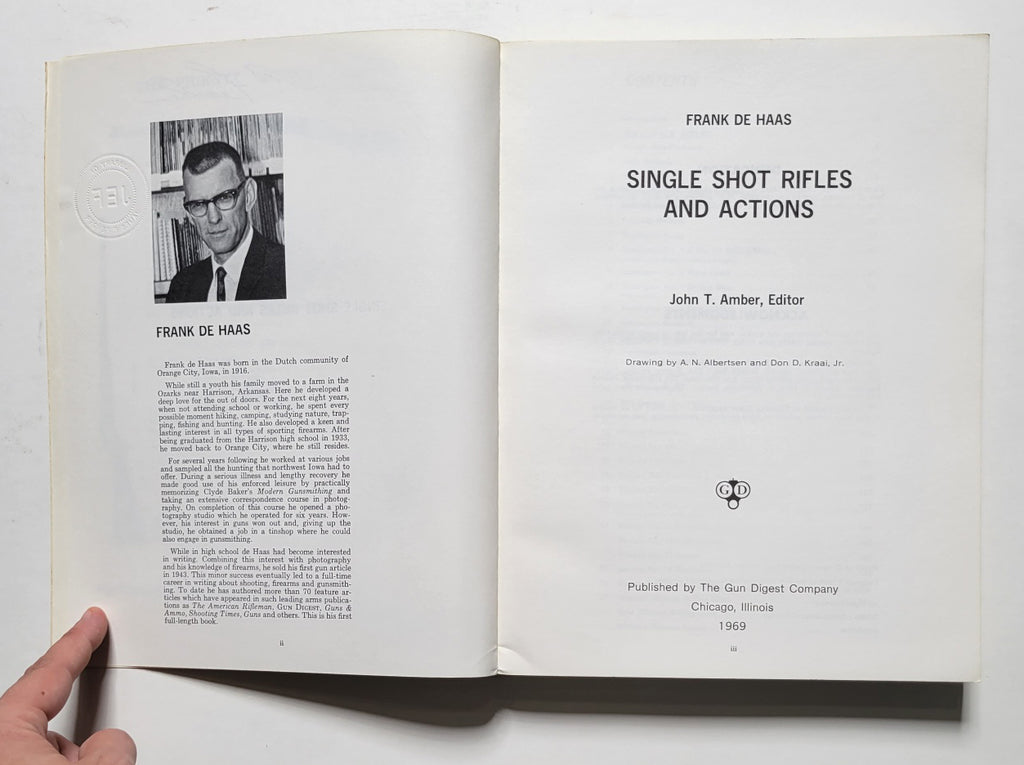 JEF
FRANK DE HAAS
Frank de Haas was born in the Dutch community of
Orange City, Iowa, in 1916.
While still a youth his family moved to a farm in the
Ozarks near Harrison, Arkansas. Here he developed a
deep love for the out of doors. For the next eight years,
when not attending school or working, he spent every
possible moment hiking, camping, studying nature, trap-
ping, fishing and hunting. He also developed a keen and
lasting interest in all types of sporting firearms. After
being graduated from the Harrison high school in 1933,
he moved back to Orange City, where he still resides.
For several years following he worked at various jobs
and sampled all the hunting that northwest Iowa had to
offer. During a serious illness and lengthy recovery he
made good use of his enforced leisure by practically
memorizing Clyde Baker's Modern Gunsmithing and
taking an extensive correspondence course in photog-
raphy. On completion of this course he opened a pho-
tography studio which he operated for six years. How-
ever, his interest in guns won out and, giving up the
studio, he obtained a job in a tinshop where he could
also engage in gunsmithing.
While in high school de Haas had become interested
in writing. Combining this interest with photography
and his knowledge of firearms, he sold his first gun article
in 1943. This minor success eventually led to a full-time
career in writing about shooting, firearms and gunsmith-
ing. To date he has authored more than 70 feature ar-
ticles which have appeared in such leading arms publica-
tions as The American Rifleman, GUN DIGEST, Guns &
Ammo, Shooting Times, Guns and others. This is his first
full-length book.
ii
FRANK DE HAAS
SINGLE SHOT RIFLES
AND ACTIONS
John T. Amber, Editor
Drawing by A. N. Albertsen and Don D. Kraai, Jr.
G D
Published by The Gun Digest Company
Chicago, Illinois
1969
iii